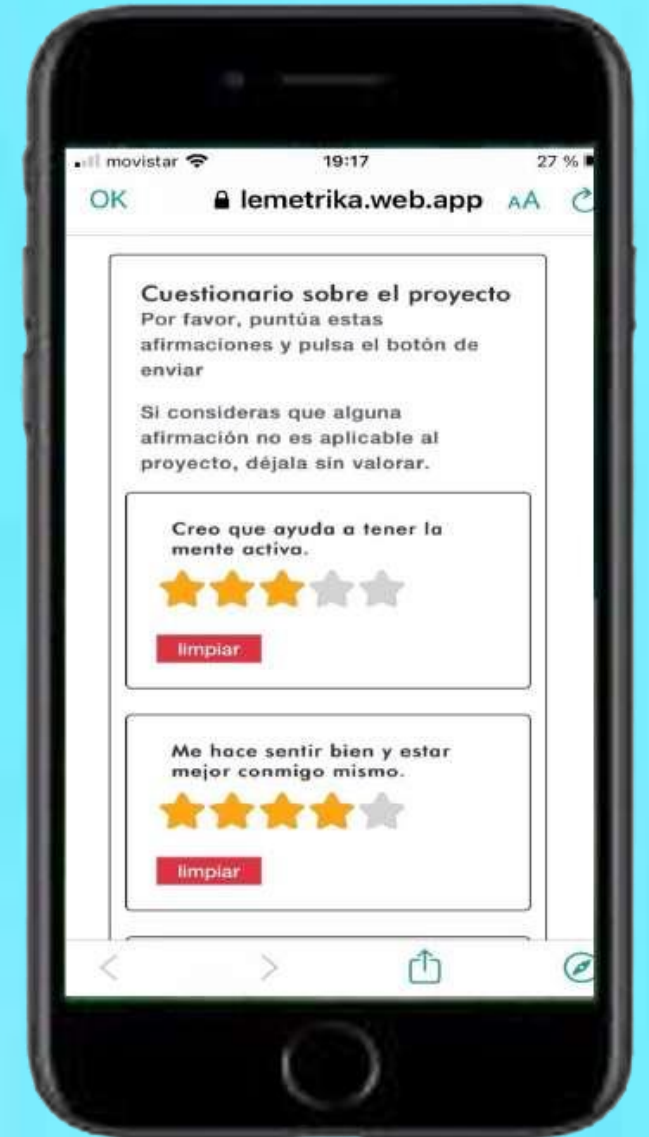 movistar 19:17 27 %
OK lemetrika.web.app AA
Cuestionario sobre el proyecto
Por favor, puntúa estas
afirmaciones y pulsa el botón de
enviar
Si consideras que alguna
afirmación no es aplicable al
proyecto, déjala sin valorar.
Creo que ayuda a tener la
mente activa.
limpiar
Me hace sentir bien y estar
mejor conmigo mismo.
limpiar